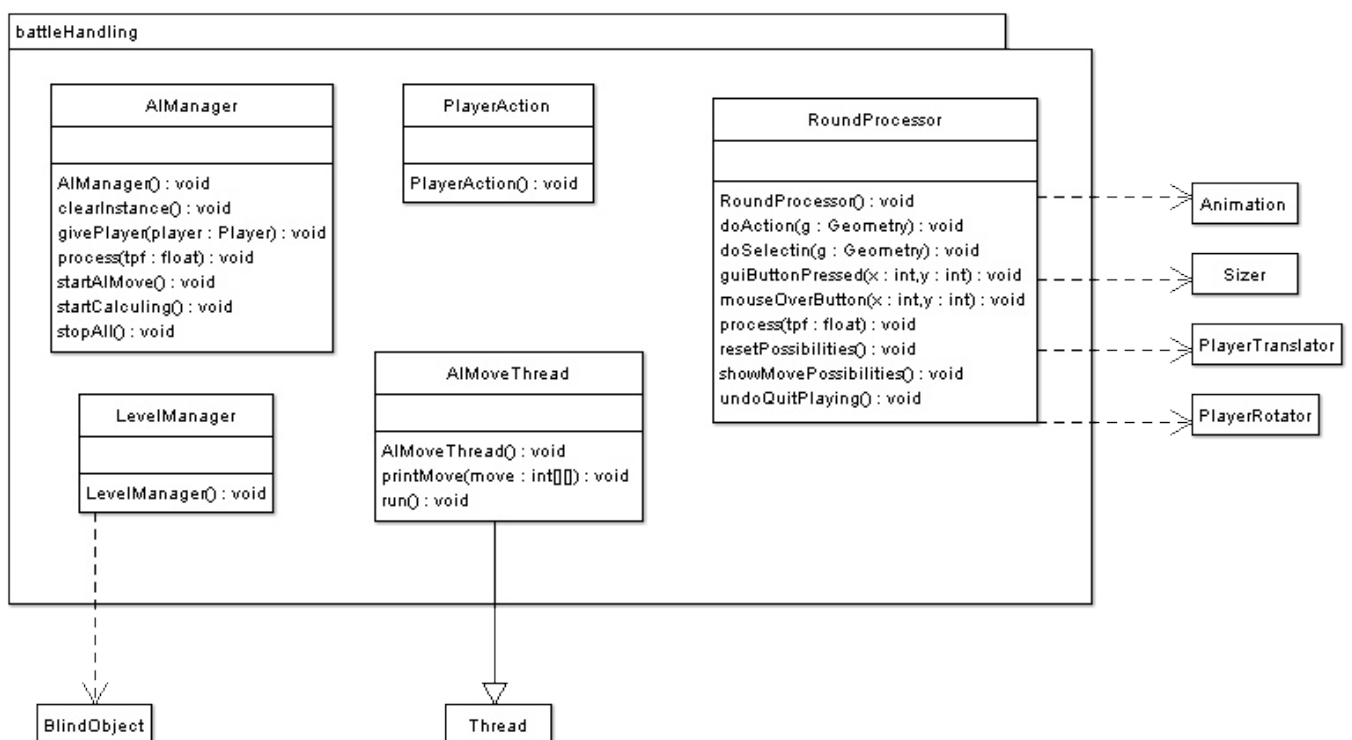 battleHandling
AIManager
AIManager() : void
clearInstance() : void
givePlayer(player : Player) : void
process(tpf : float) : void
startAIMove() : void
startCalculing() : void
stopAll() : void
PlayerAction
PlayerAction() : void
RoundProcessor
RoundProcessor() : void
doAction(g : Geometry) : void
doSelectin(g : Geometry) : void
guiButtonPressed(x : int,y : int) : void
mouseOverButton(x : int,y : int) : void
process(tpf : float) : void
resetPossibilities() : void
showMovePossibilities() : void
undoQuitPlaying() : void
Animation
Sizer
PlayerTranslator
PlayerRotator
LevelManager
LevelManager() : void
AIMoveThread
AIMoveThread() : void
printMove(move : int[][]) : void
run() : void
BlindObject
Thread